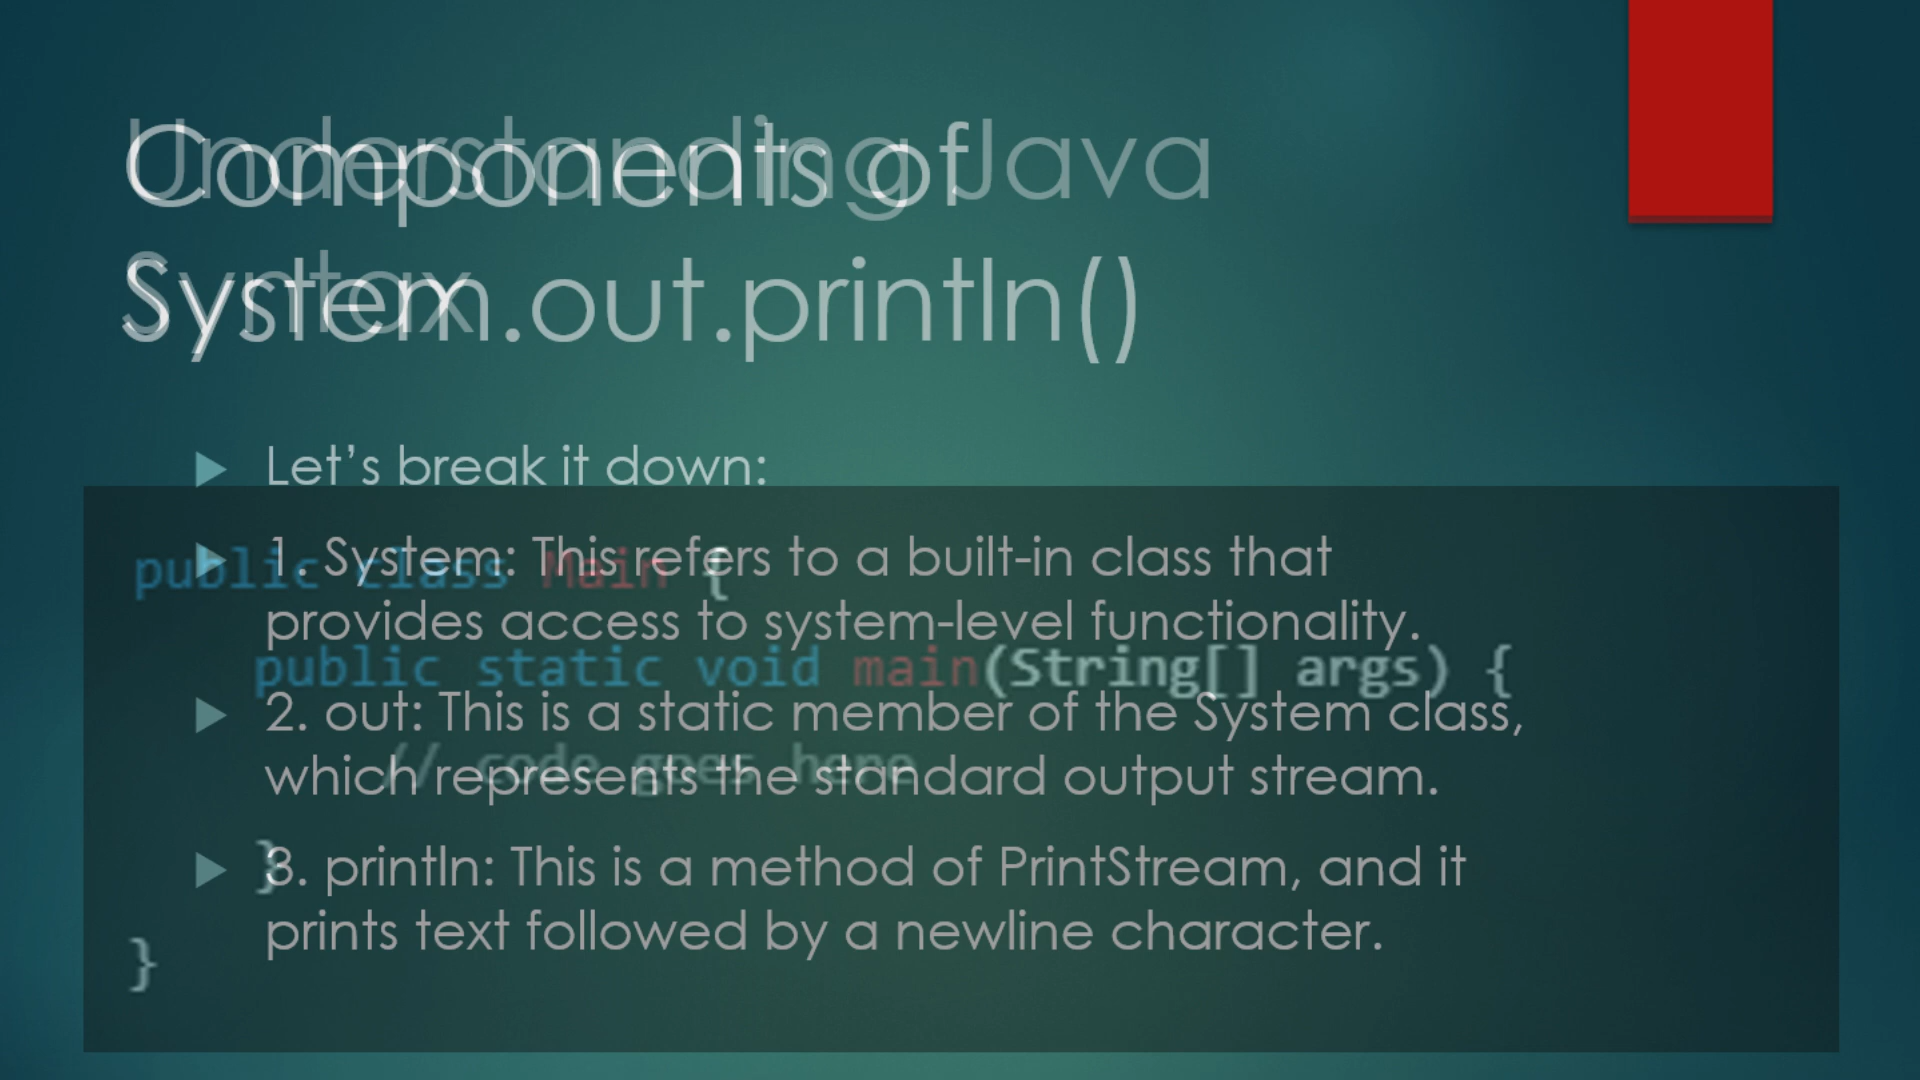 Understanding Java
Syntax
Components of
System.out.println()
▶ Let’s break it down:
▶ 1. System: This refers to a built-in class that
provides access to system-level functionality.
▶ 2. out: This is a static member of the System class,
which represents the standard output stream.
▶ 3. println: This is a method of PrintStream, and it
prints text followed by a newline character.
public class Main {
public static void main(String[] args) {
// code goes here
}
}